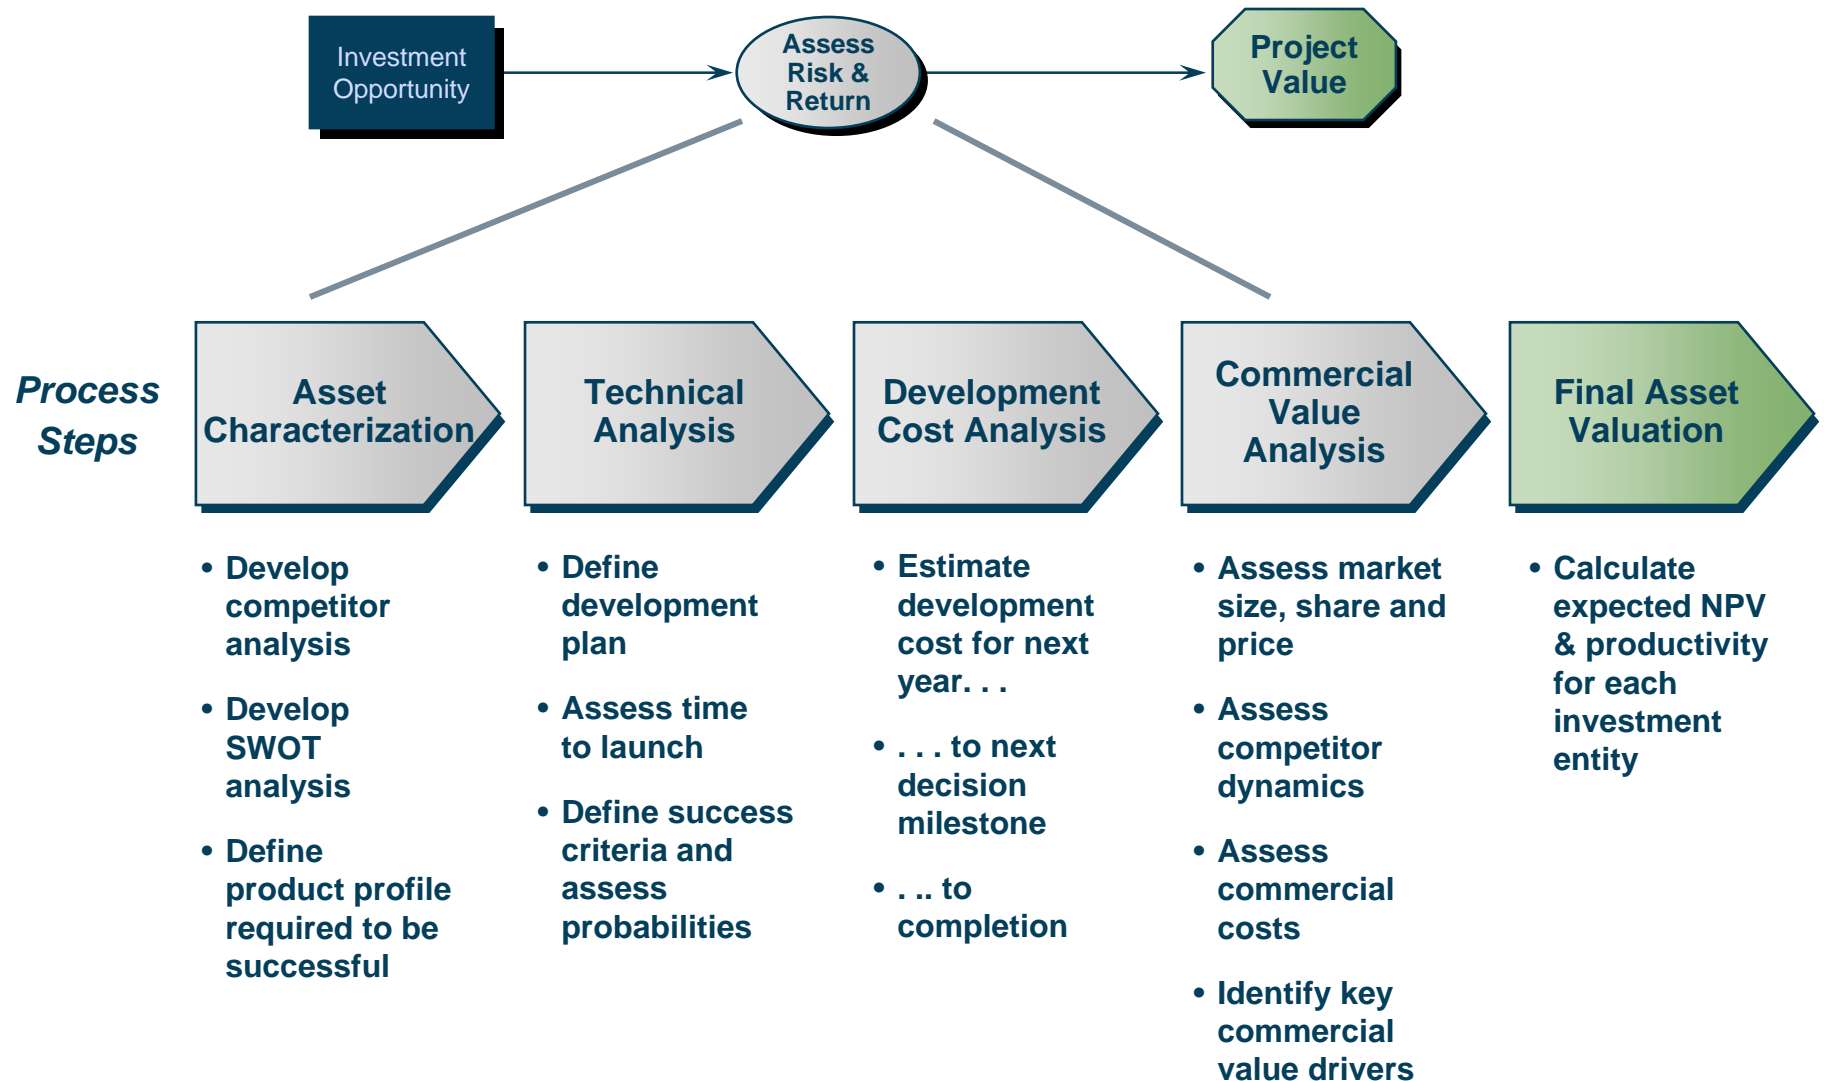 Investment
Opportunity
Assess
Risk &
Return
Project
Value
Process
Steps
Asset
Characterization
Technical
Analysis
Development
Cost Analysis
Commercial
Value
Analysis
Final Asset
Valuation
• Develop
competitor
analysis
• Develop
SWOT
analysis
• Define
product profile
required to be
successful
• Define
development
plan
• Assess time
to launch
• Define success
criteria and
assess
probabilities
• Estimate
development
cost for next
year. . .
• . . . to next
decision
milestone
• . .. to
completion
• Assess market
size, share and
price
• Assess
competitor
dynamics
• Assess
commercial
costs
• Identify key
commercial
value drivers
• Calculate
expected NPV
& productivity
for each
investment
entity